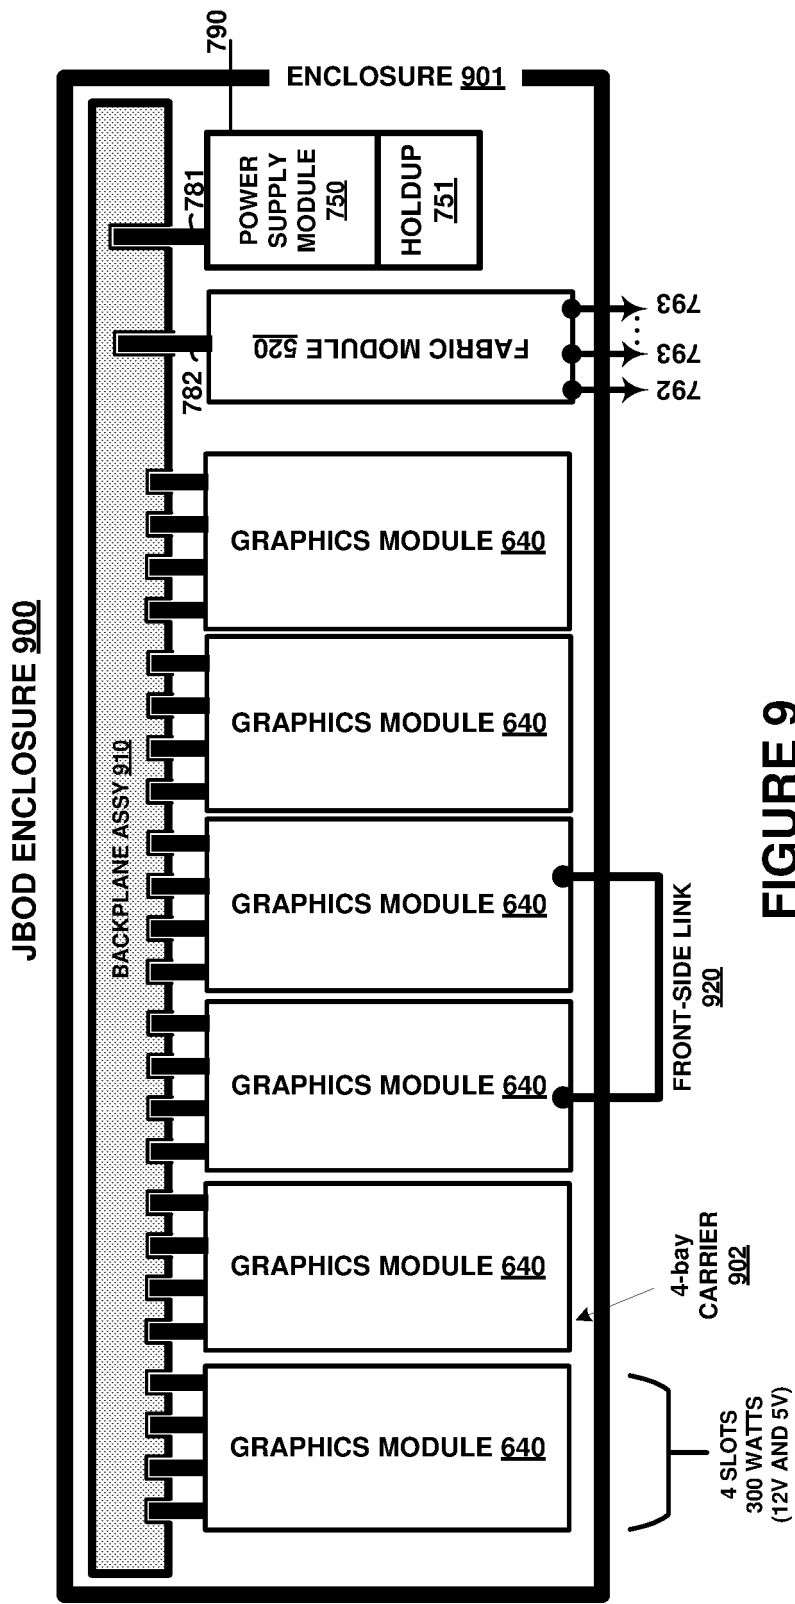 JBOD ENCLOSURE 900
ENCLOSURE 901
790
BACKPLANE ASSY 910
781
POWER
SUPPLY
MODULE
750
HOLDUP
751
782
FABRIC MODULE 520
793
...
793
792
GRAPHICS MODULE 640
GRAPHICS MODULE 640
GRAPHICS MODULE 640
GRAPHICS MODULE 640
GRAPHICS MODULE 640
GRAPHICS MODULE 640
FRONT-SIDE LINK
920
4-bay
CARRIER
902
4 SLOTS
300 WATTS
(12V AND 5V)
FIGURE 9